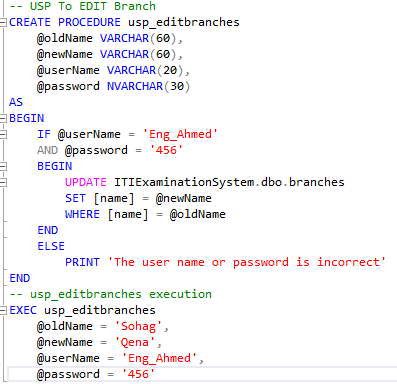 -- USP To EDIT Branch
CREATE PROCEDURE usp_editbranches
    @oldName VARCHAR(60),
    @newName VARCHAR(60),
    @userName VARCHAR(20),
    @password NVARCHAR(30)
AS
BEGIN
    IF @userName = 'Eng_Ahmed'
    AND @password = '456'
    BEGIN
        UPDATE ITIExaminationSystem.dbo.branches
        SET [name] = @newName
        WHERE [name] = @oldName
    END
    ELSE
        PRINT 'The user name or password is incorrect'
END
-- usp_editbranches execution
EXEC usp_editbranches
    @oldName = 'Sohag',
    @newName = 'Qena',
    @userName = 'Eng_Ahmed',
    @password = '456'